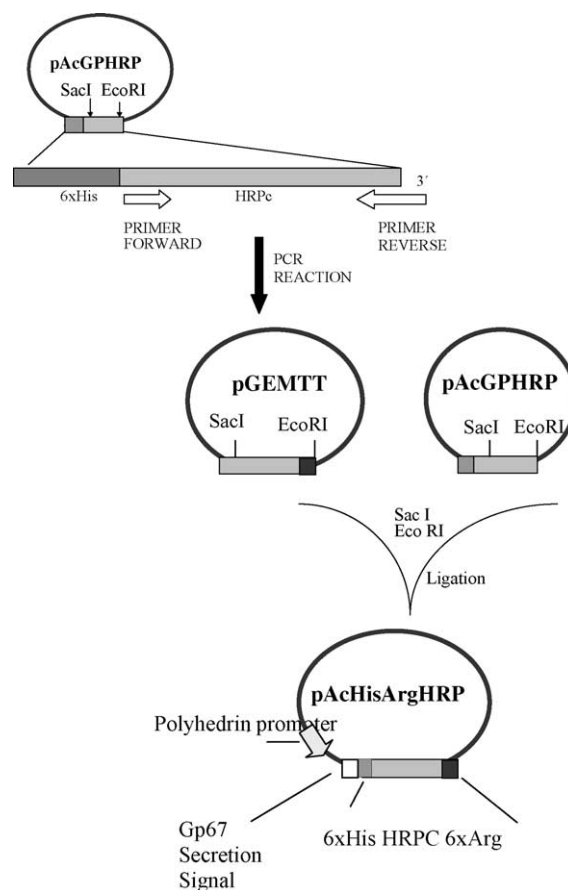 pAcGPHRP
SacI EcoRI
6xHis
HRPc
3´
PRIMER
FORWARD
PRIMER
REVERSE
PCR
REACTION
pGEMTT
SacI
EcoRI
pAcGPHRP
SacI
EcoRI
Sac I
Eco RI
Ligation
pAcHisArgHRP
Polyhedrin promoter
Gp67
Secretion
Signal
6xHis HRPC 6xArg